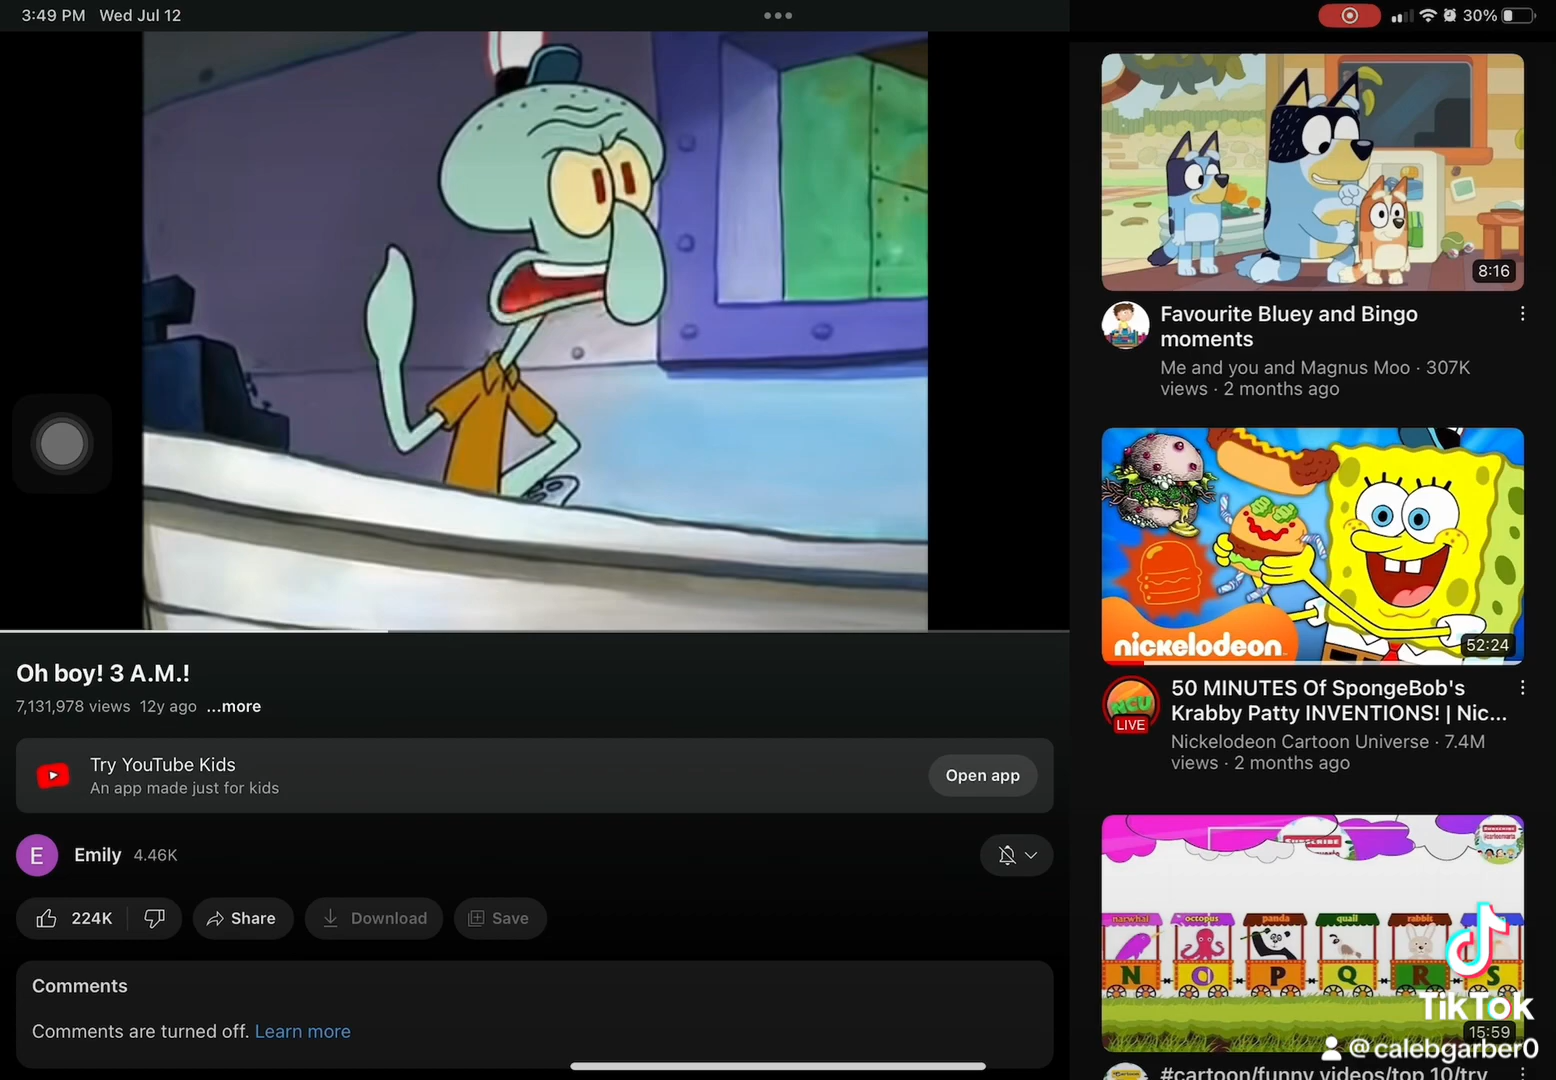 3:49 PM Wed Jul 12
30%
Oh boy! 3 A.M.!
7,131,978 views 12y ago ...more
Try YouTube Kids
An app made just for kids
Open app
E
Emily 4.46K
224K
Share
Download
Save
Comments
Comments are turned off. Learn more
8:16
Favourite Bluey and Bingo
moments
Me and you and Magnus Moo · 307K
views · 2 months ago
nickelodeon
52:24
MCU
LIVE
50 MINUTES Of SpongeBob's
Krabby Patty INVENTIONS! | Nic...
Nickelodeon Cartoon Universe · 7.4M
views · 2 months ago
SUBSCRIBE
narwhal octopus panda quail rabbit
N O P Q R S
TikTok
15:59
@calebgarber0
#cartoon/funny videos/top 10/try